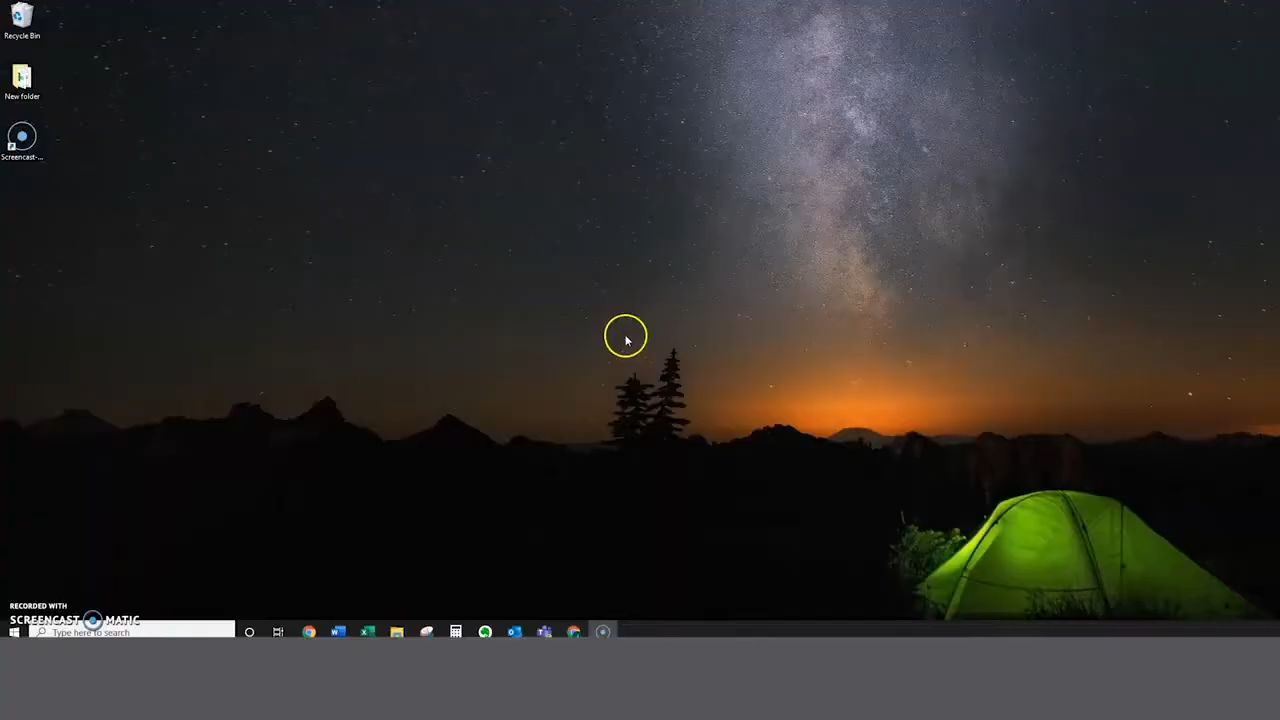 Recycle Bin
New folder
Screencast-...
RECORDED WITH
SCREENCAST MATIC
Type here to search